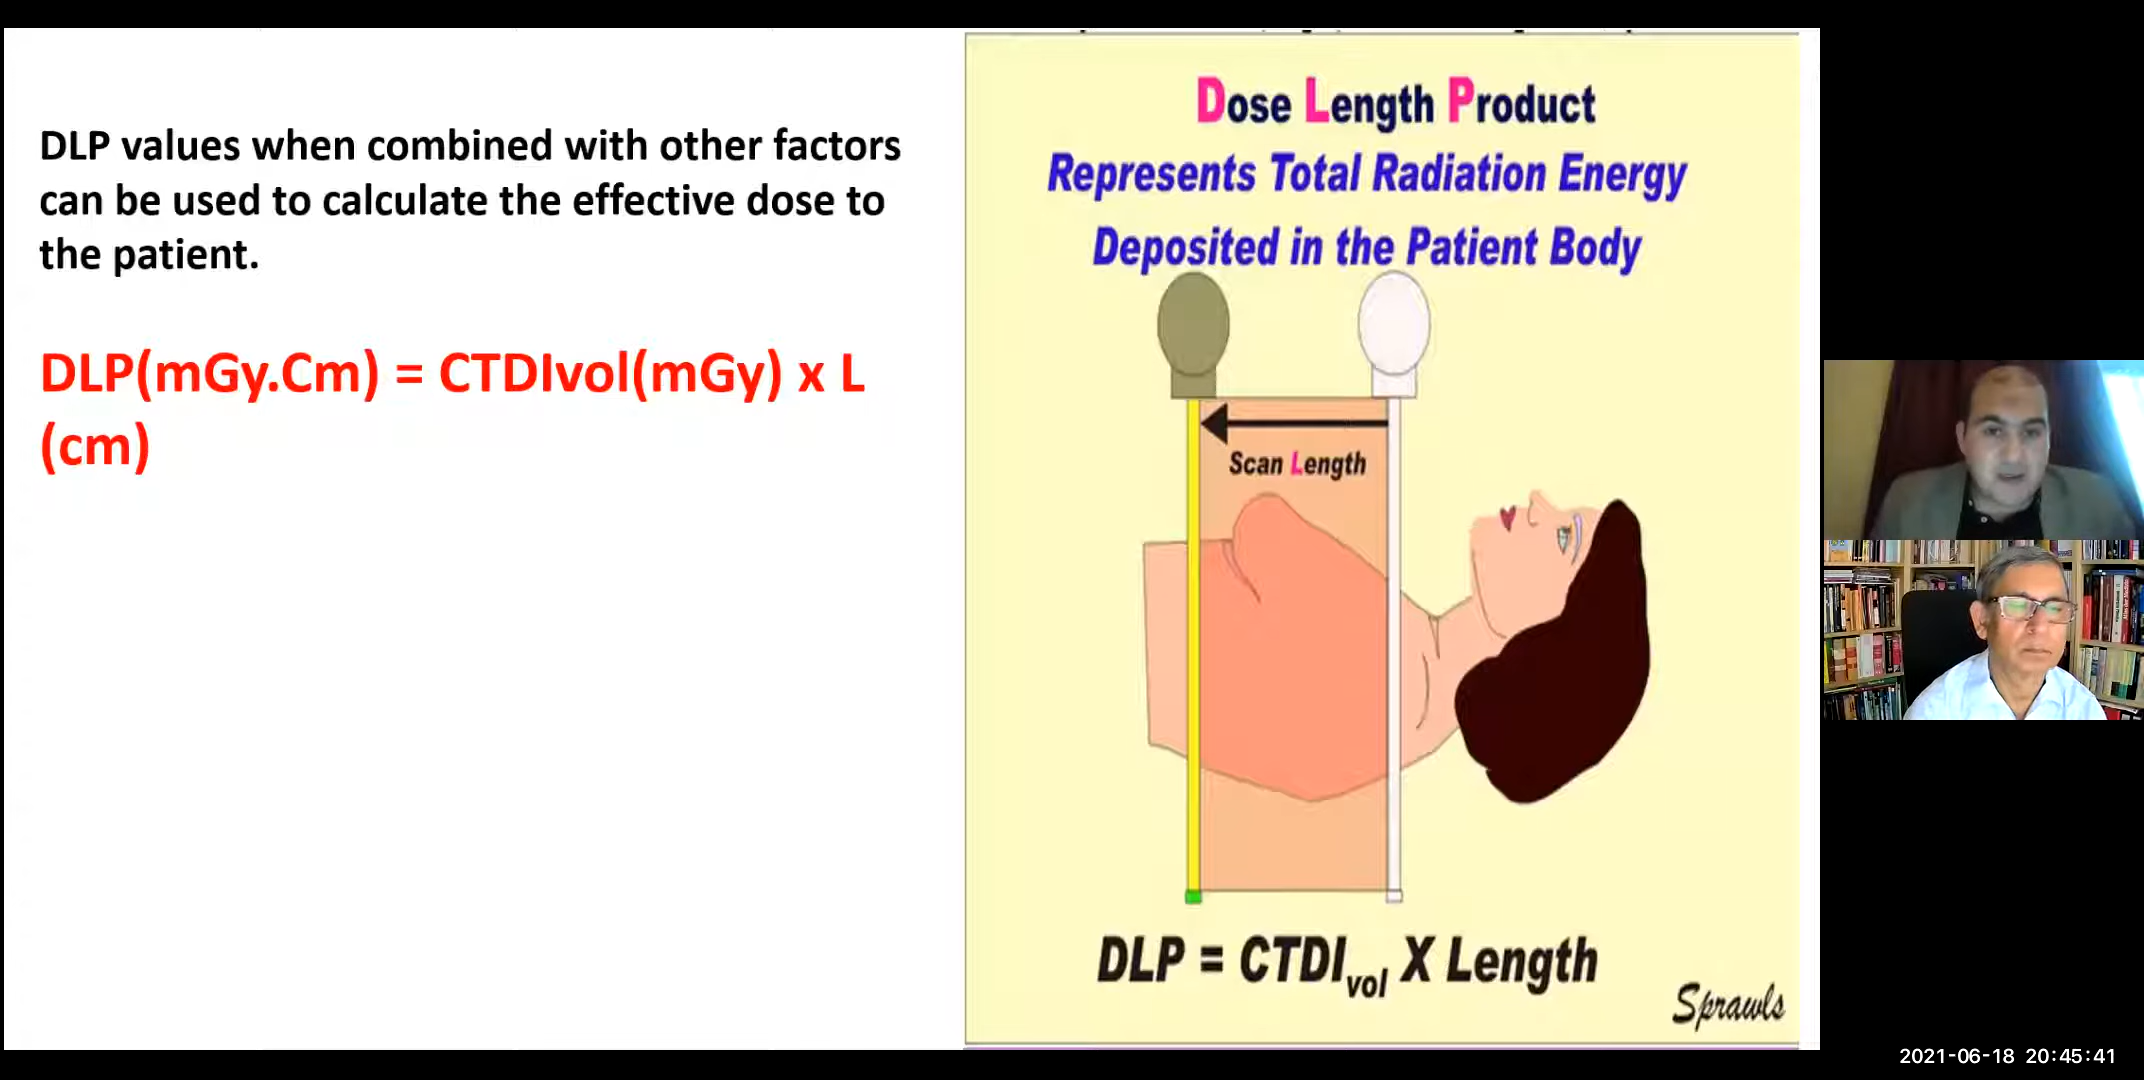 DLP values when combined with other factors
can be used to calculate the effective dose to
the patient.
DLP(mGy.Cm) = CTDIvol(mGy) x L
(cm)
Dose Length Product
Represents Total Radiation Energy
Deposited in the Patient Body
Scan Length
DLP = CTDIvol X Length
Sprawls
2021-06-18 20:45:41